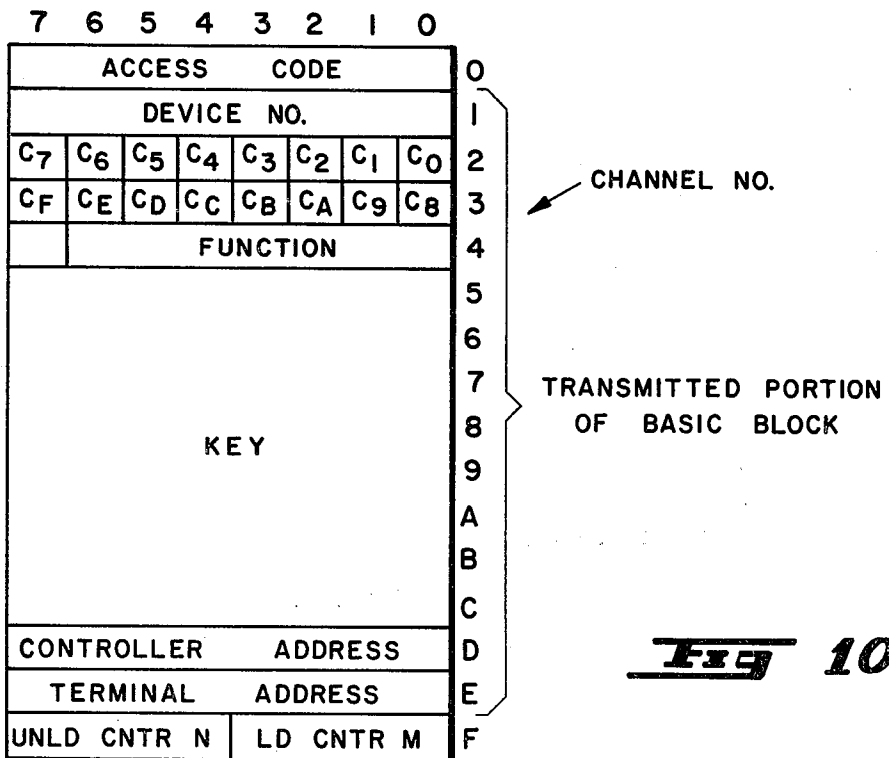 7 6 5 4 3 2 1 0
ACCESS CODE 0
DEVICE NO. 1
C7 C6 C5 C4 C3 C2 C1 C0 2
CF CE CD CC CB CA C9 C8 3
CHANNEL NO.
FUNCTION 4
5
6
7
TRANSMITTED PORTION
8
OF BASIC BLOCK
KEY
9
A
B
C
CONTROLLER ADDRESS D
TERMINAL ADDRESS E
UNLD CNTR N LD CNTR M F
Fig 10